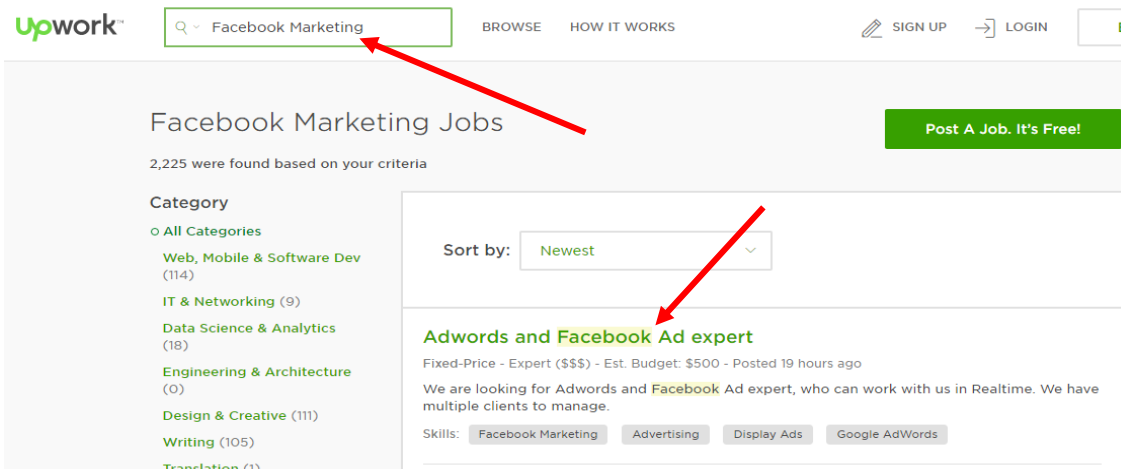 Upwork™ Facebook Marketing BROWSE HOW IT WORKS SIGN UP LOGIN
Facebook Marketing Jobs
Post A Job. It's Free!
2,225 were found based on your criteria
Category
All Categories
Web, Mobile & Software Dev
(114)
IT & Networking (9)
Data Science & Analytics
(18)
Engineering & Architecture
(0)
Design & Creative (111)
Writing (105)
Translation (1)
Sort by: Newest
Adwords and Facebook Ad expert
Fixed-Price - Expert ($$$) - Est. Budget: $500 - Posted 19 hours ago
We are looking for Adwords and Facebook Ad expert, who can work with us in Realtime. We have
multiple clients to manage.
Skills: Facebook Marketing Advertising Display Ads Google AdWords